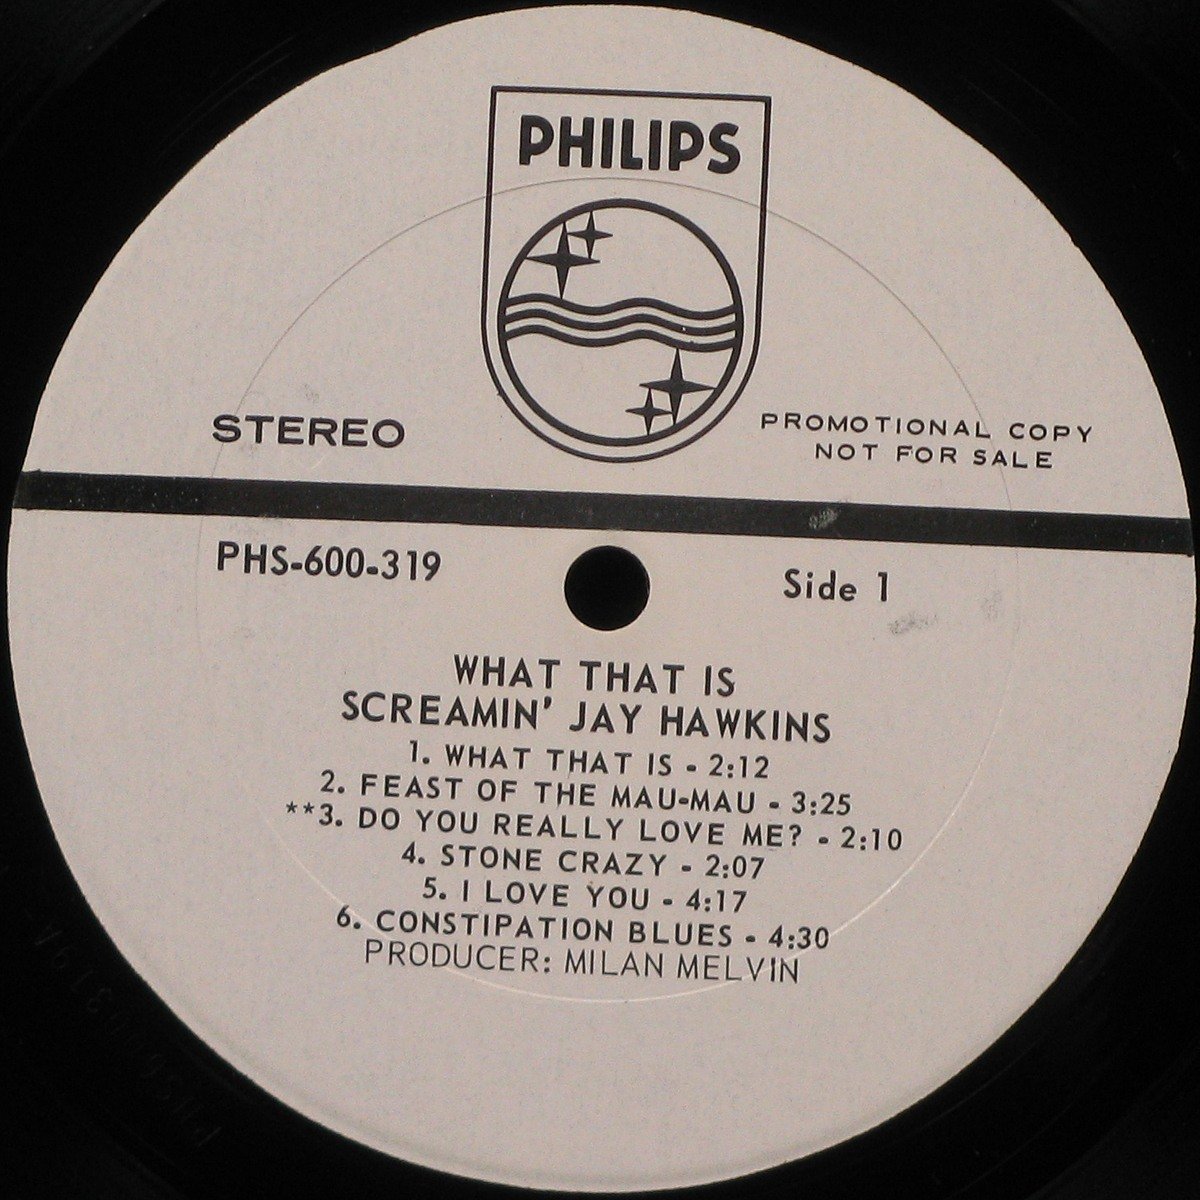 PHILIPS
STEREO
PROMOTIONAL COPY
NOT FOR SALE
PHS-600-319
Side 1
WHAT THAT IS
SCREAMIN' JAY HAWKINS
1. WHAT THAT IS - 2:12
2. FEAST OF THE MAU-MAU - 3:25
**3. DO YOU REALLY LOVE ME? - 2:10
4. STONE CRAZY - 2:07
5. I LOVE YOU - 4:17
6. CONSTIPATION BLUES - 4:30
PRODUCER: MILAN MELVIN